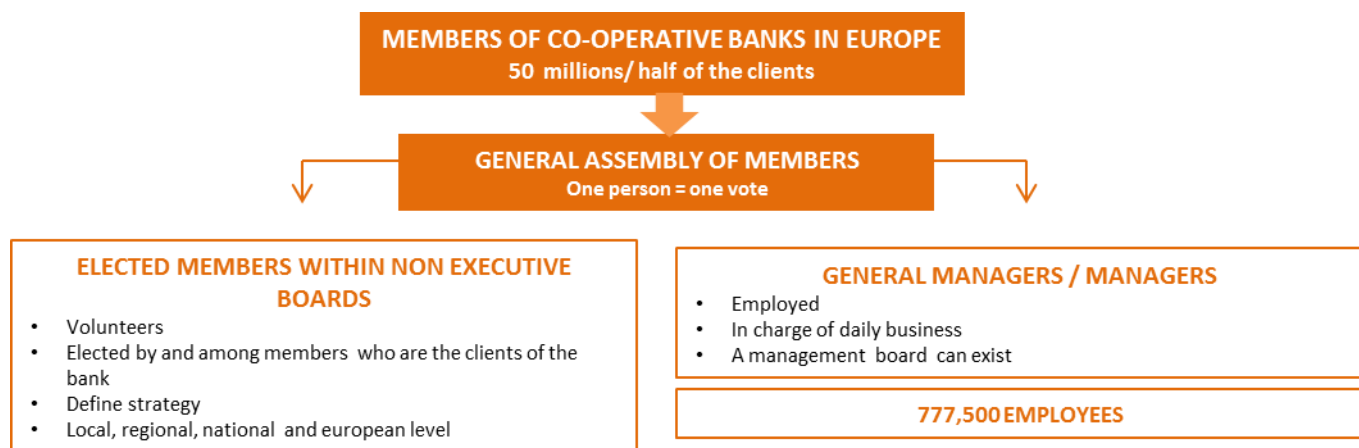 MEMBERS OF CO-OPERATIVE BANKS IN EUROPE
50 millions/ half of the clients
GENERAL ASSEMBLY OF MEMBERS
One person = one vote
ELECTED MEMBERS WITHIN NON EXECUTIVE
BOARDS
• Volunteers
• Elected by and among members who are the clients of the
bank
• Define strategy
• Local, regional, national and european level
GENERAL MANAGERS / MANAGERS
• Employed
• In charge of daily business
• A management board can exist
777,500 EMPLOYEES